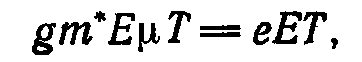 gm*EμT = eET,